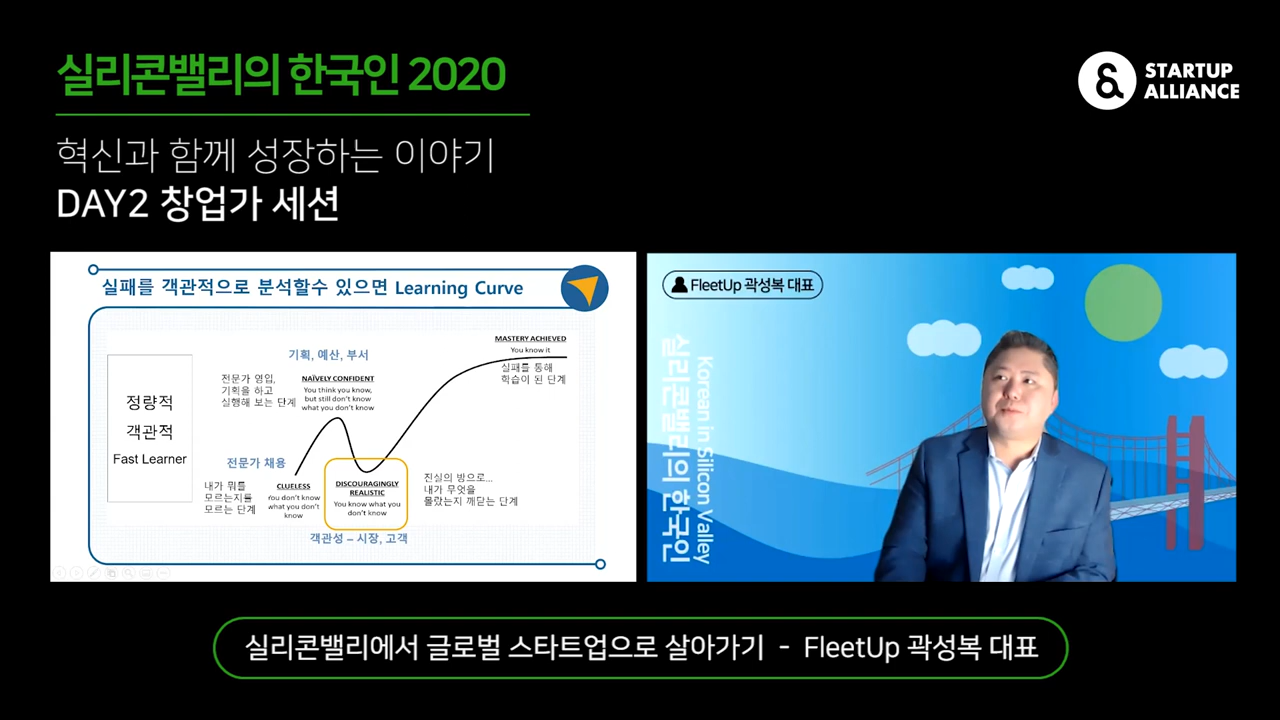 실리콘밸리의 한국인 2020
STARTUP
ALLIANCE
혁신과 함께 성장하는 이야기
DAY2 창업가 세션
실패를 객관적으로 분석할수 있으면 Learning Curve
정량적
객관적
Fast Learner
기획, 예산, 부서
전문가 영입,
기획을 하고
실행해 보는 단계
NAÏVELY CONFIDENT
You think you know,
but still don't know
what you don't know
MASTERY ACHIEVED
You know it
실패를 통해
학습이 된 단계
전문가 채용
내가 뭐를
모르는지를
모르는 단계
CLUELESS
You don't know
what you don't
know
DISCOURAGINGLY
REALISTIC
You know what you
don't know
진실의 방으로...
내가 무엇을
몰랐는지 깨닫는 단계
객관성 – 시장, 고객
FleetUp 곽성복 대표
Korean in Silicon Valley
실리콘밸리의 한국인
실리콘밸리에서 글로벌 스타트업으로 살아가기 - FleetUp 곽성복 대표